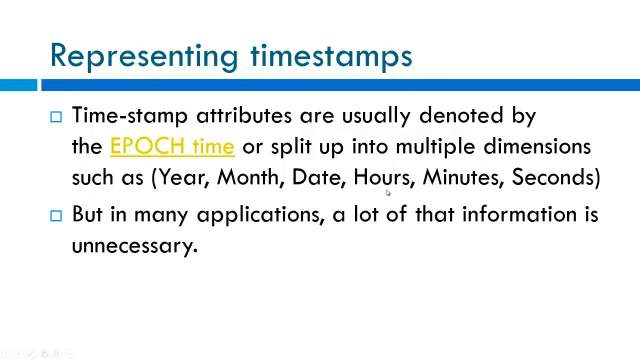 Representing timestamps
Time-stamp attributes are usually denoted by
the EPOCH time or split up into multiple dimensions
such as (Year, Month, Date, Hours, Minutes, Seconds)
But in many applications, a lot of that information is
unnecessary.